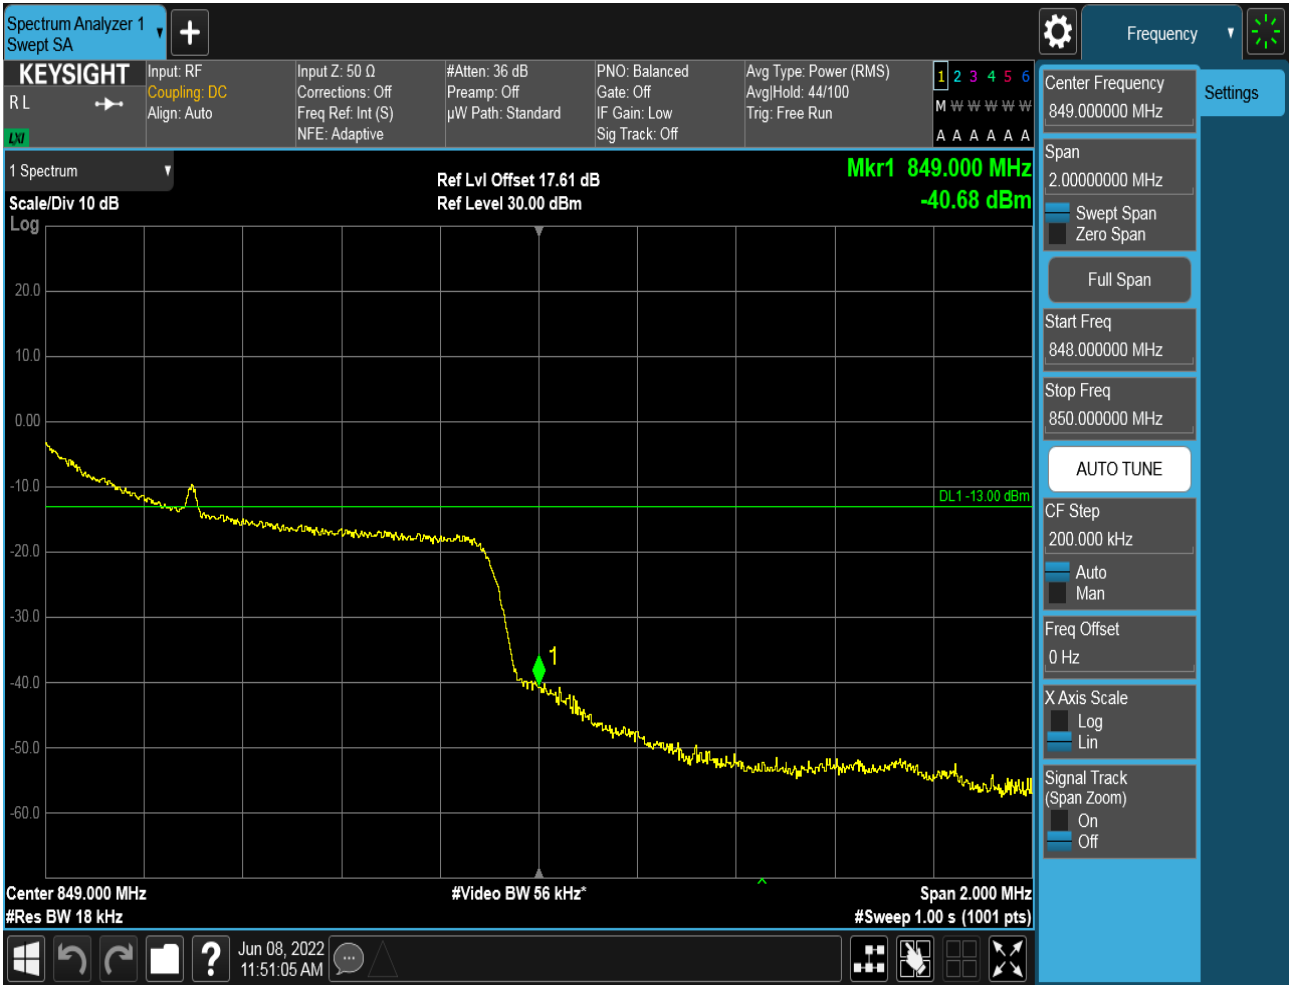 Spectrum Analyzer 1
Swept SA
Frequency
KEYSIGHT
R L
LXI
Input: RF
Coupling: DC
Align: Auto
Input Z: 50 Ω
Corrections: Off
Freq Ref: Int (S)
NFE: Adaptive
#Atten: 36 dB
Preamp: Off
µW Path: Standard
PNO: Balanced
Gate: Off
IF Gain: Low
Sig Track: Off
Avg Type: Power (RMS)
Avg|Hold: 44/100
Trig: Free Run
1 2 3 4 5 6
M W W W W W
A A A A A A
1 Spectrum
Scale/Div 10 dB
Log
Ref Lvl Offset 17.61 dB
Ref Level 30.00 dBm
Mkr1 849.000 MHz
-40.68 dBm
20.0
10.0
0.00
-10.0
-20.0
-30.0
-40.0
-50.0
-60.0
DL1 -13.00 dBm
1
Center 849.000 MHz
#Res BW 18 kHz
#Video BW 56 kHz*
Span 2.000 MHz
#Sweep 1.00 s (1001 pts)
Center Frequency
849.000000 MHz
Span
2.00000000 MHz
Swept Span
Zero Span
Full Span
Start Freq
848.000000 MHz
Stop Freq
850.000000 MHz
AUTO TUNE
CF Step
200.000 kHz
Auto
Man
Freq Offset
0 Hz
X Axis Scale
Log
Lin
Signal Track
(Span Zoom)
On
Off
Settings
?
Jun 08, 2022
11:51:05 AM